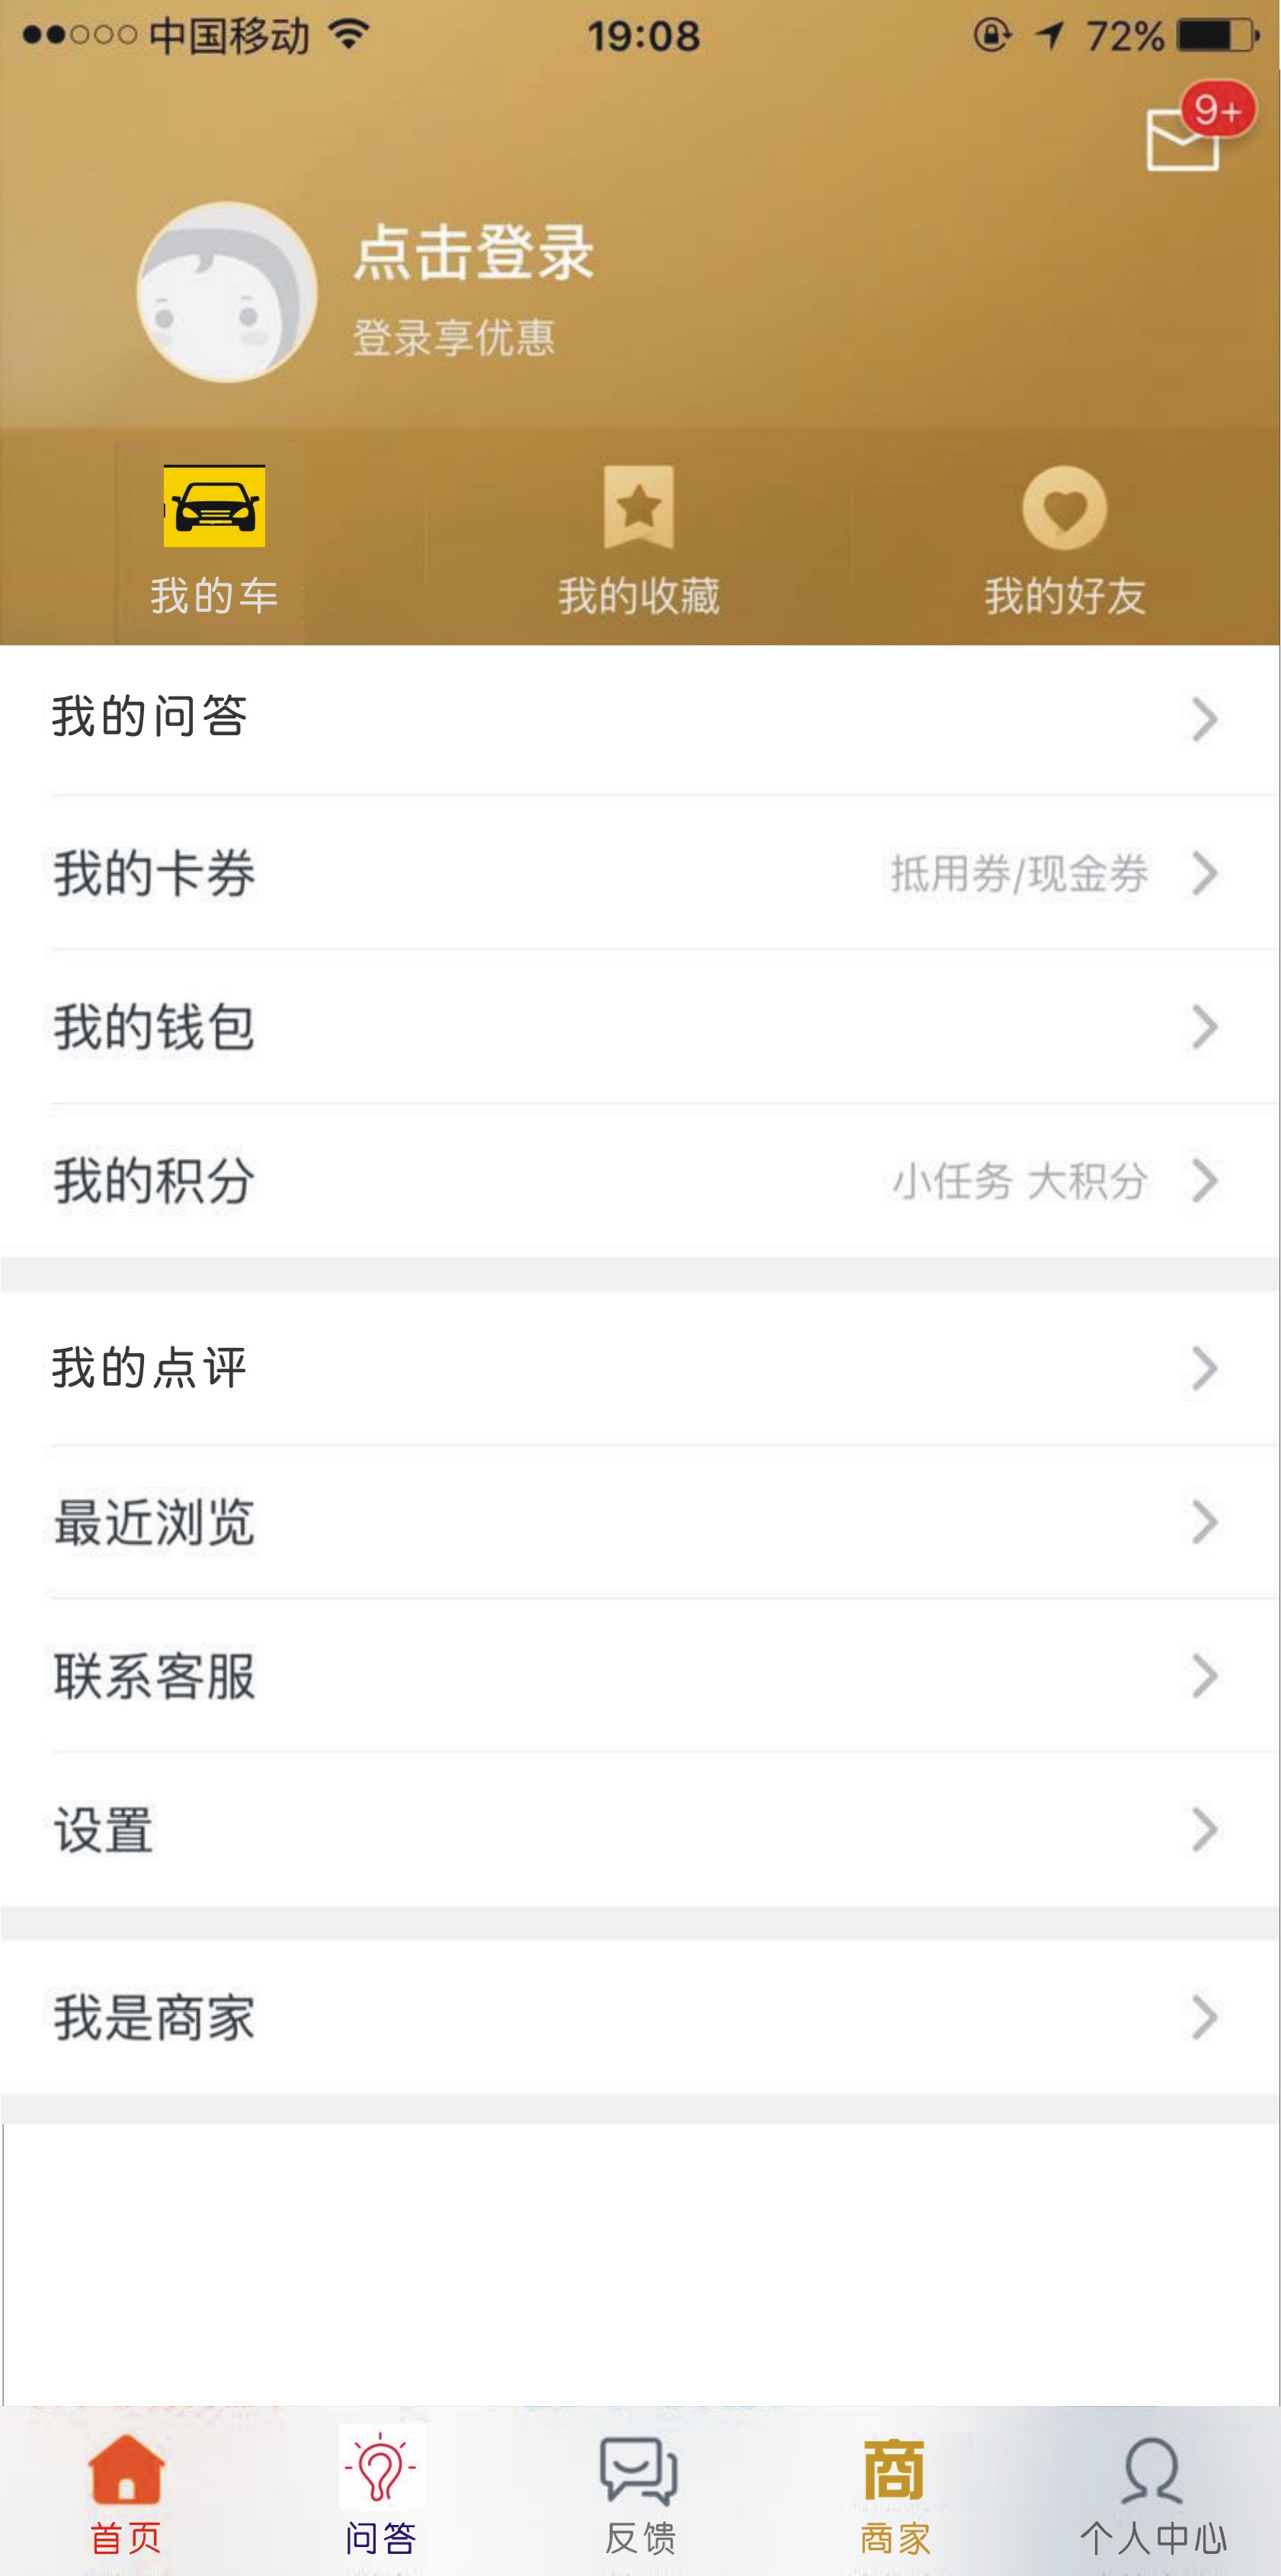 中国移动 19:08 72%
9+
点击登录
登录享优惠
我的车 我的收藏 我的好友
我的问答
我的卡券 抵用券/现金券
我的钱包
我的积分 小任务 大积分
我的点评
最近浏览
联系客服
设置
我是商家
商
首页 问答 反馈 商家 个人中心